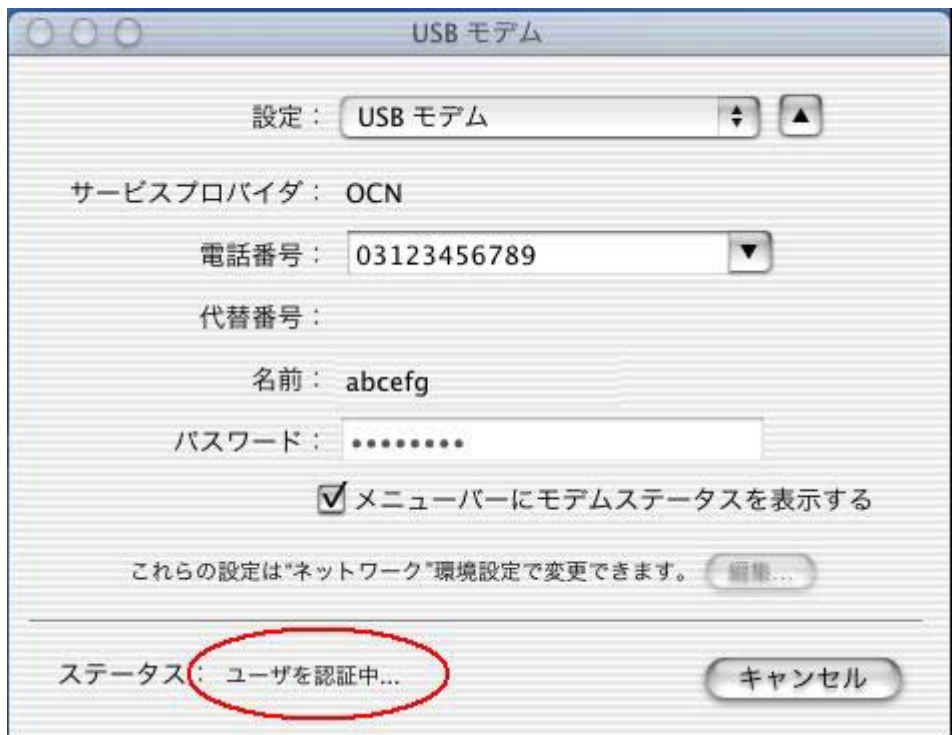 USB モデム
設定： USB モデム
サービスプロバイダ： OCN
電話番号： 03123456789
代替番号：
名前： abcefg
パスワード： ••••••••
メニューバーにモデムステータスを表示する
これらの設定は“ネットワーク”環境設定で変更できます。 編集...
ステータス： ユーザを認証中... キャンセル